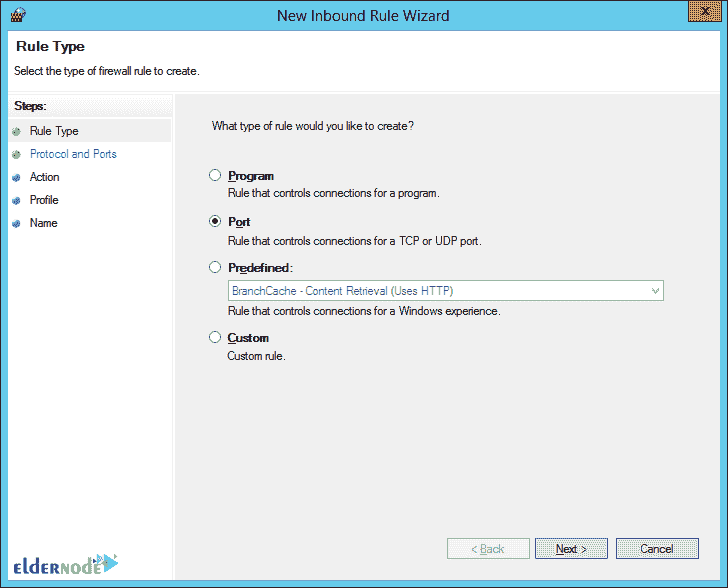 New Inbound Rule Wizard
X
Rule Type
Select the type of firewall rule to create.
Steps:
Rule Type
Protocol and Ports
Action
Profile
Name
What type of rule would you like to create?
Program
Rule that controls connections for a program.
Port
Rule that controls connections for a TCP or UDP port.
Predefined:
BranchCache - Content Retrieval (Uses HTTP)
Rule that controls connections for a Windows experience.
Custom
Custom rule.
< Back
Next >
Cancel
elderNODE